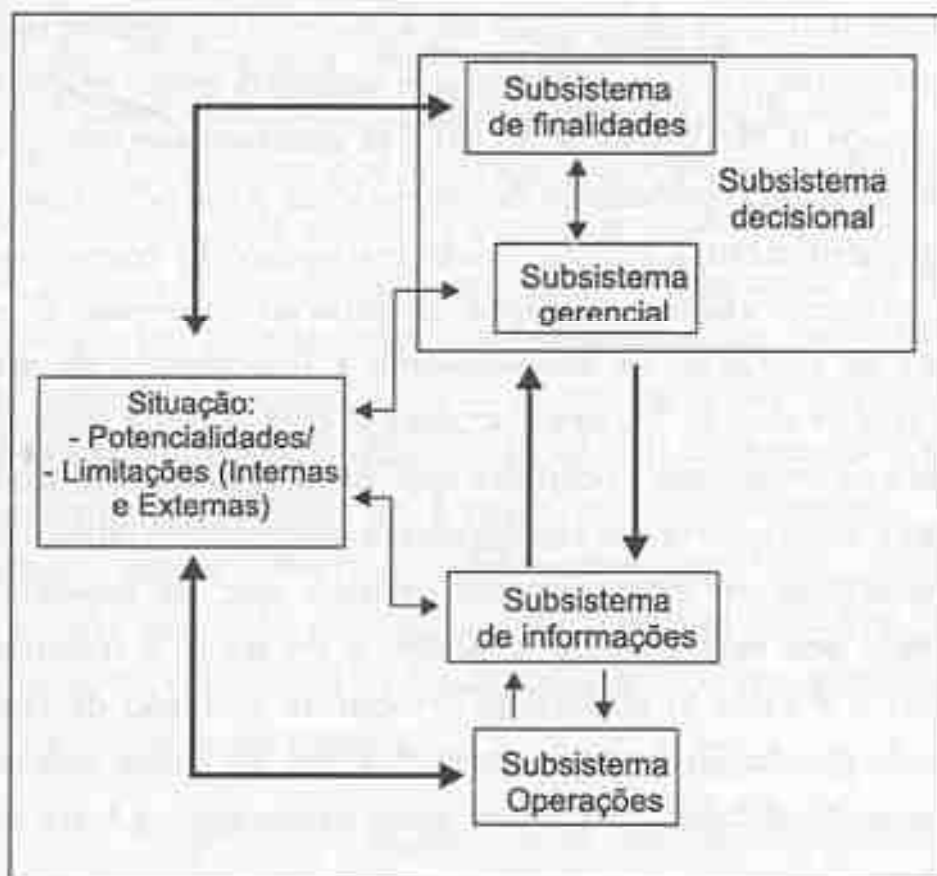 Subsistema
de finalidades
Subsistema
decisional
Subsistema
gerencial
Situação:
- Potencialidades/
- Limitações (Internas
e Externas)
Subsistema
de informações
Subsistema
Operações